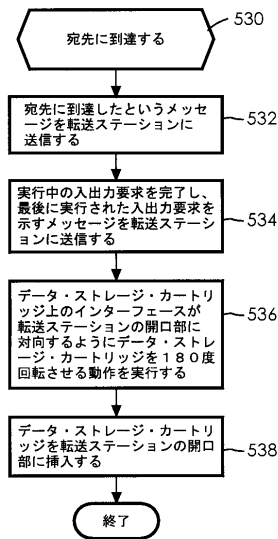 宛先に到達する
530
宛先に到達したというメッセ
ージを転送ステーションに
送信する
532
実行中の入出力要求を完了し、
最後に実行された入出力要求を
示すメッセージを転送ステーショ
ンに送信する
534
データ・ストレージ・カートリ
ッジ上のインターフェースが
転送ステーションの開口部に
対向するようにデータ・ストレ
ージ・カートリッジを180度
回転させる動作を実行する
536
データ・ストレージ・カートリ
ッジを転送ステーションの開口
部に挿入する
538
終了